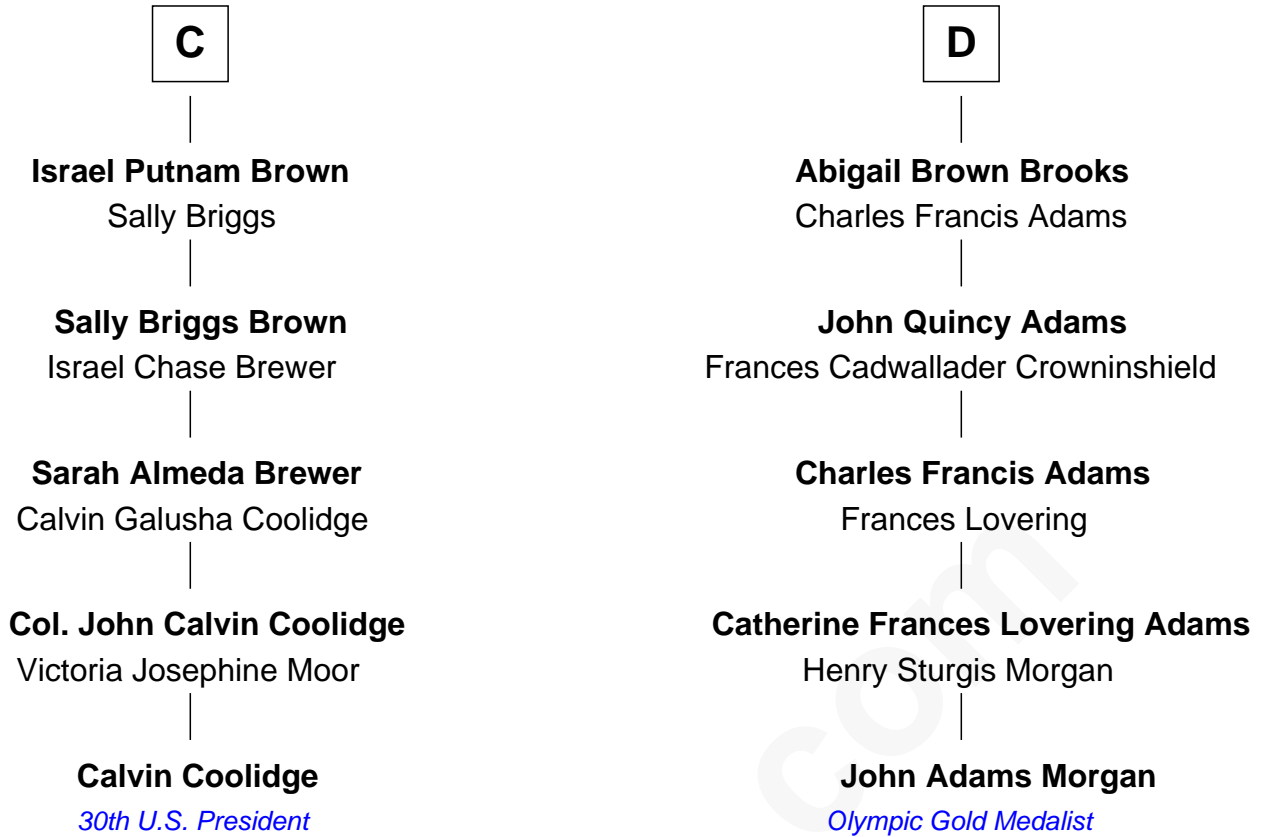 C
Israel Putnam Brown
Sally Briggs
Sally Briggs Brown
Israel Chase Brewer
Sarah Almeda Brewer
Calvin Galusha Coolidge
Col. John Calvin Coolidge
Victoria Josephine Moor
Calvin Coolidge
30th U.S. President
D
Abigail Brown Brooks
Charles Francis Adams
John Quincy Adams
Frances Cadwallader Crowninshield
Charles Francis Adams
Frances Lovering
Catherine Frances Lovering Adams
Henry Sturgis Morgan
John Adams Morgan
Olympic Gold Medalist
com